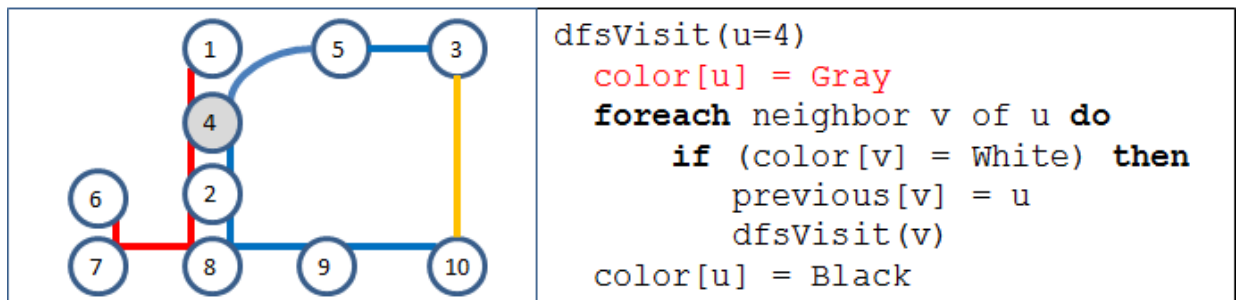 1 5 3
4
6 2
7 8 9 10
dfsVisit(u=4)
color[u] = Gray
foreach neighbor v of u do
if (color[v] = White) then
previous[v] = u
dfsVisit(v)
color[u] = Black